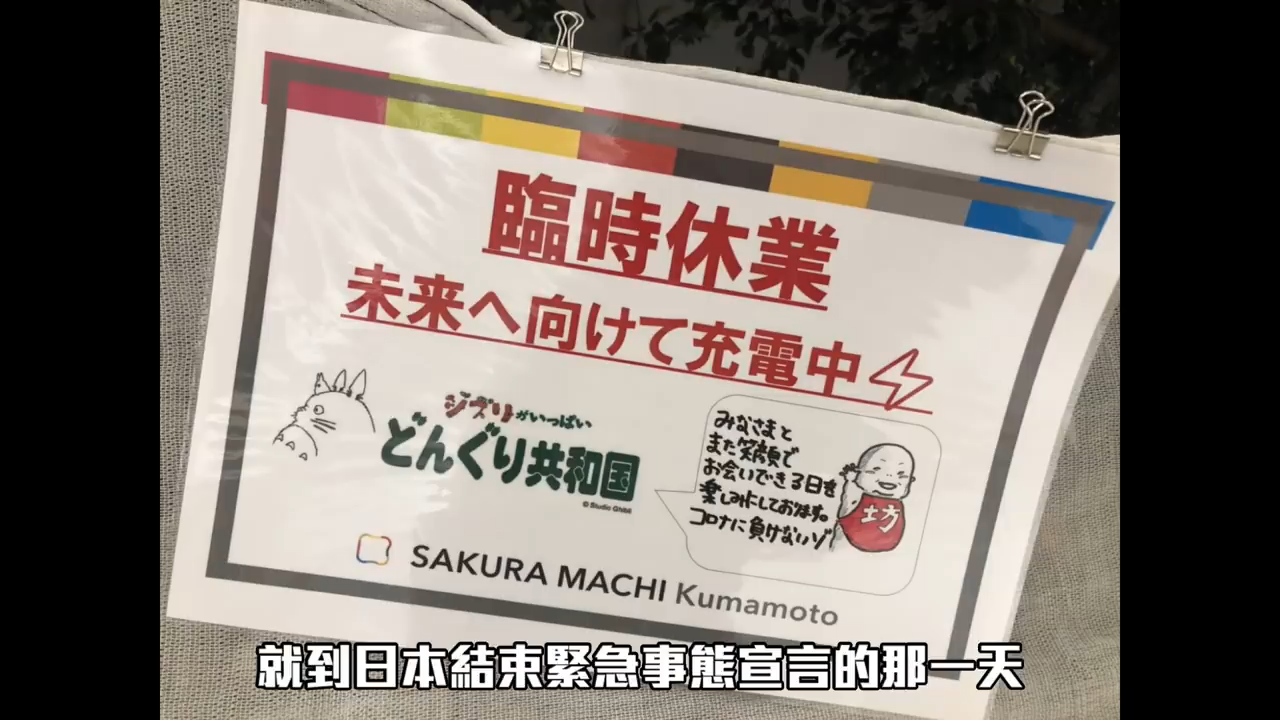 臨時休業
未来へ向けて充電中
ジブリがいっぱい
どんぐり共和国
© Studio Ghibli
みなさまと
また笑顔で
お会いできる日を
楽しみにしております。
コロナに負けないゾ
坊
SAKURA MACHI Kumamoto
就到日本結束緊急事態宣言的那一天